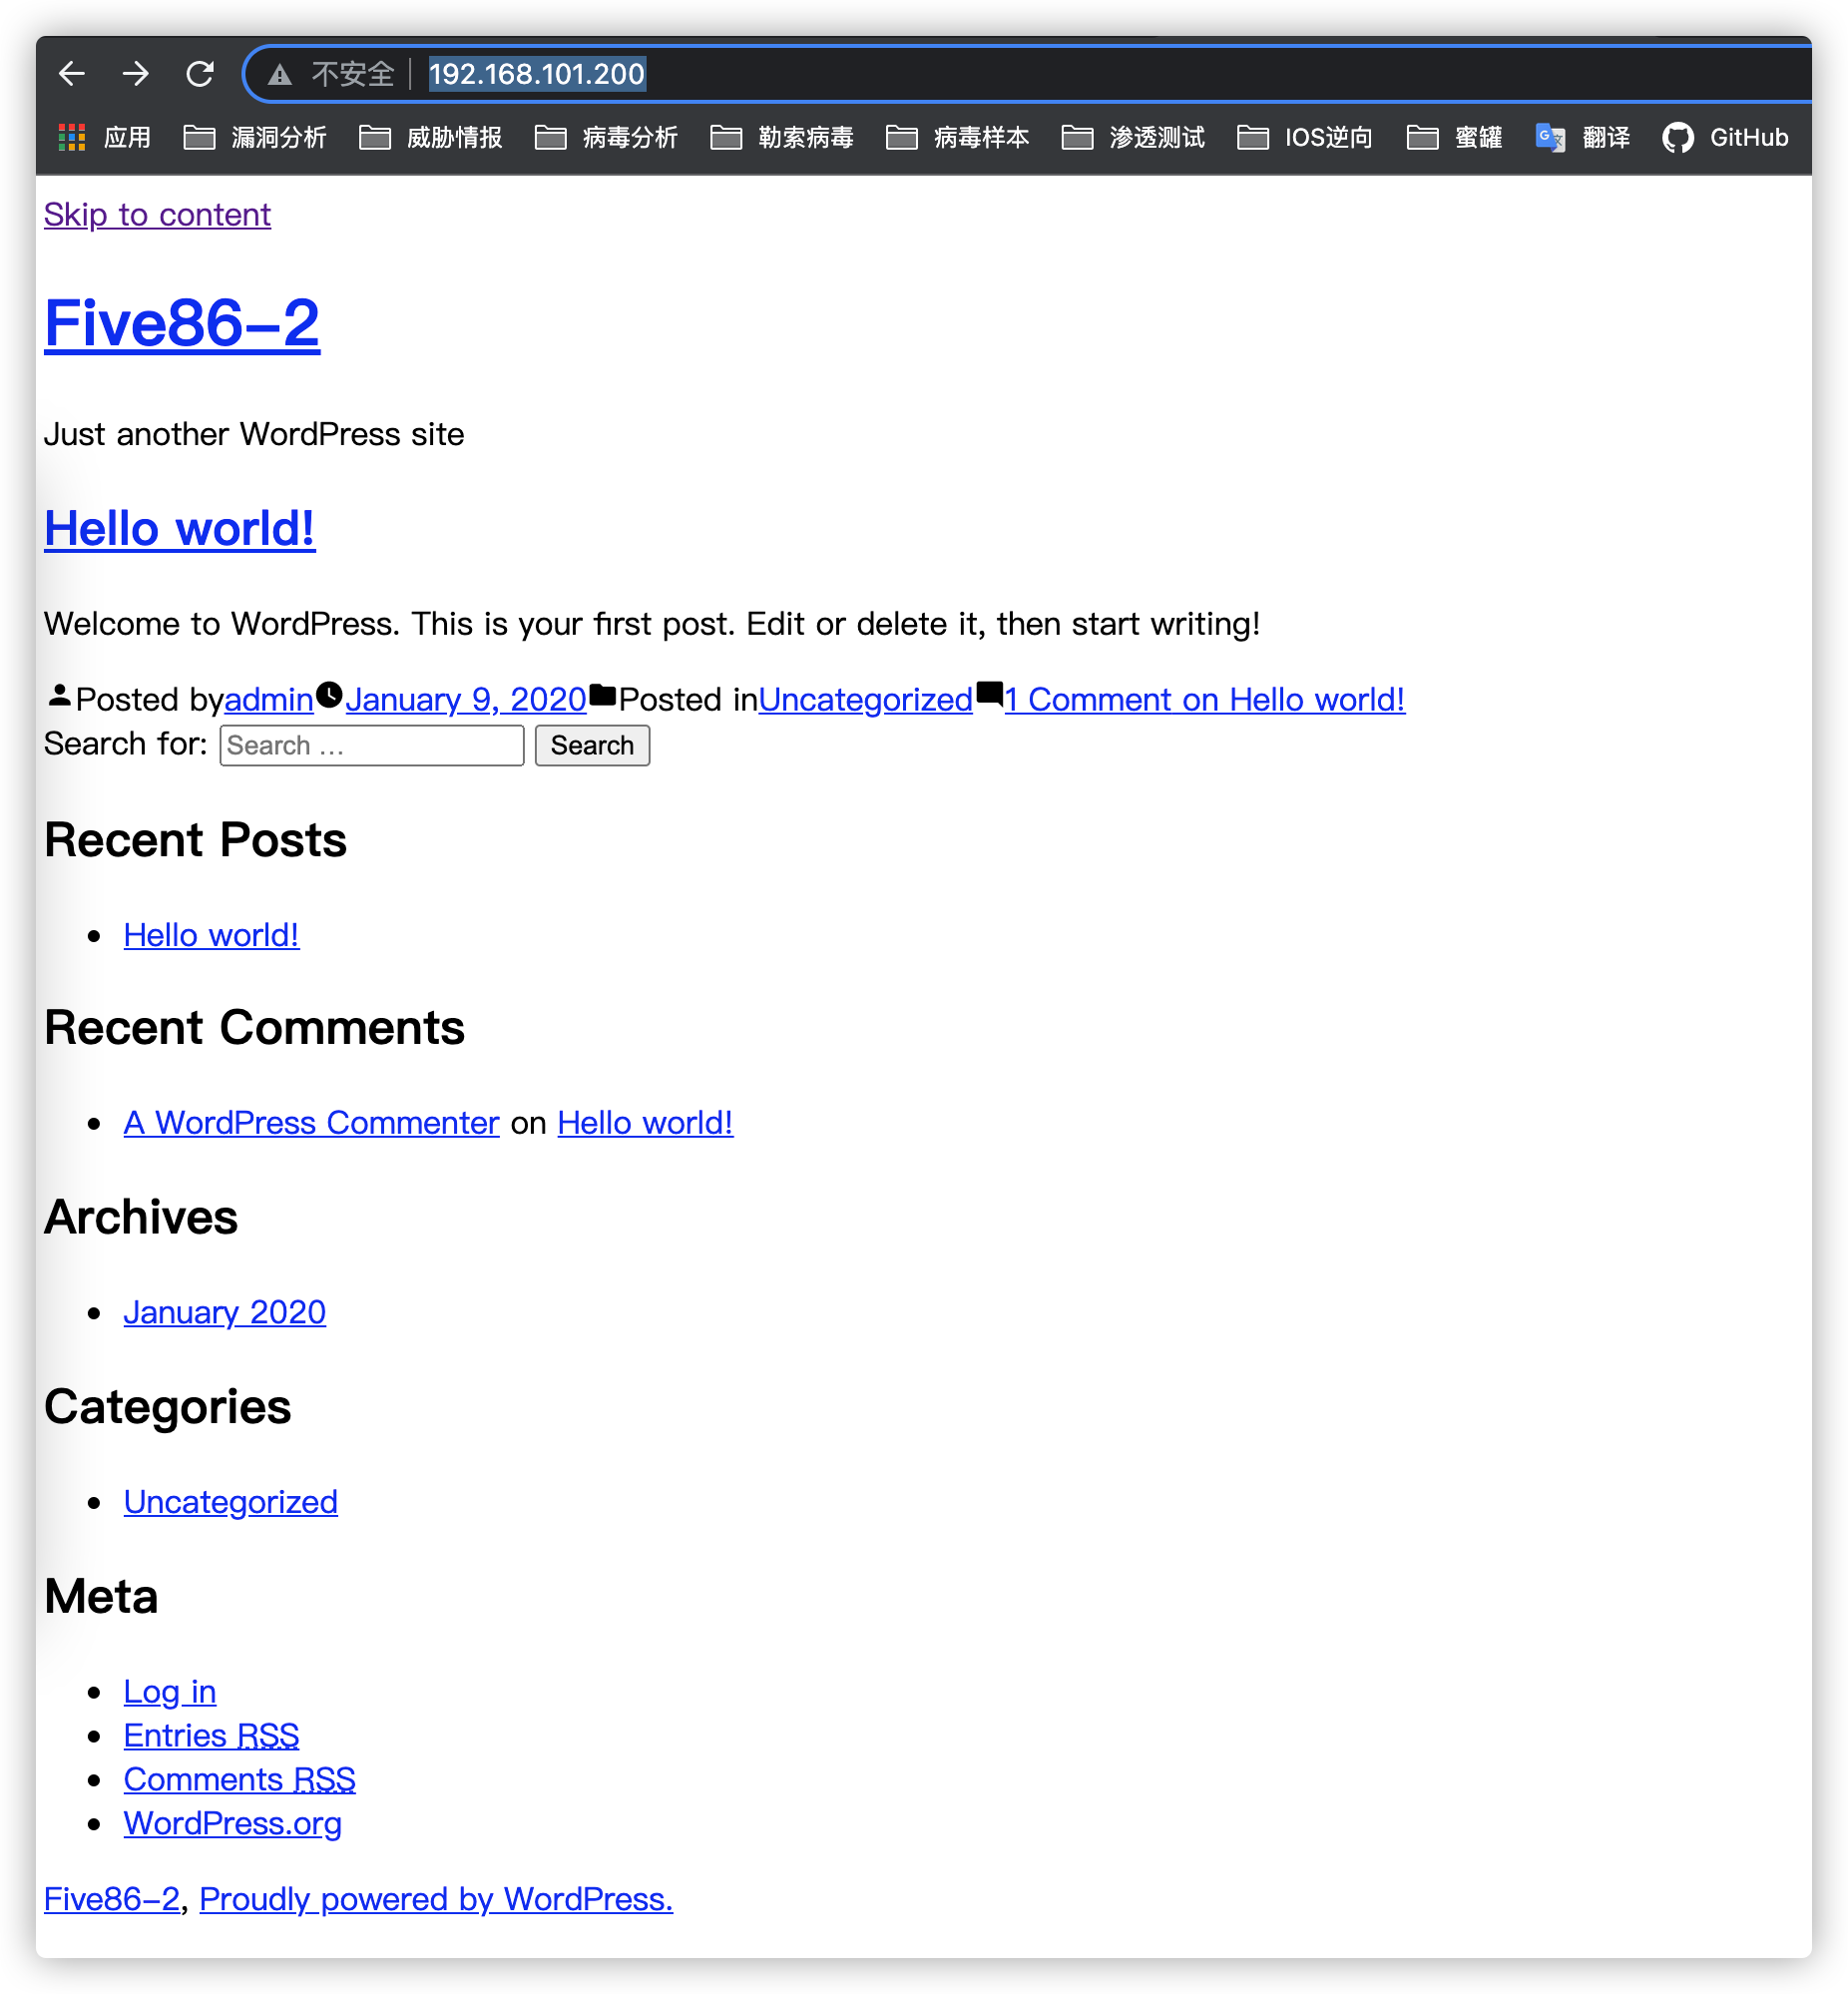 不安全 192.168.101.200
应用 漏洞分析 威胁情报 病毒分析 勒索病毒 病毒样本 渗透测试 IOS逆向 蜜罐 翻译 GitHub
Skip to content
Five86–2
Just another WordPress site
Hello world!
Welcome to WordPress. This is your first post. Edit or delete it, then start writing!
Posted byadmin January 9, 2020 Posted inUncategorized 1 Comment on Hello world!
Search for: Search … Search
Recent Posts
Hello world!
Recent Comments
A WordPress Commenter on Hello world!
Archives
January 2020
Categories
Uncategorized
Meta
Log in
Entries RSS
Comments RSS
WordPress.org
Five86–2, Proudly powered by WordPress.